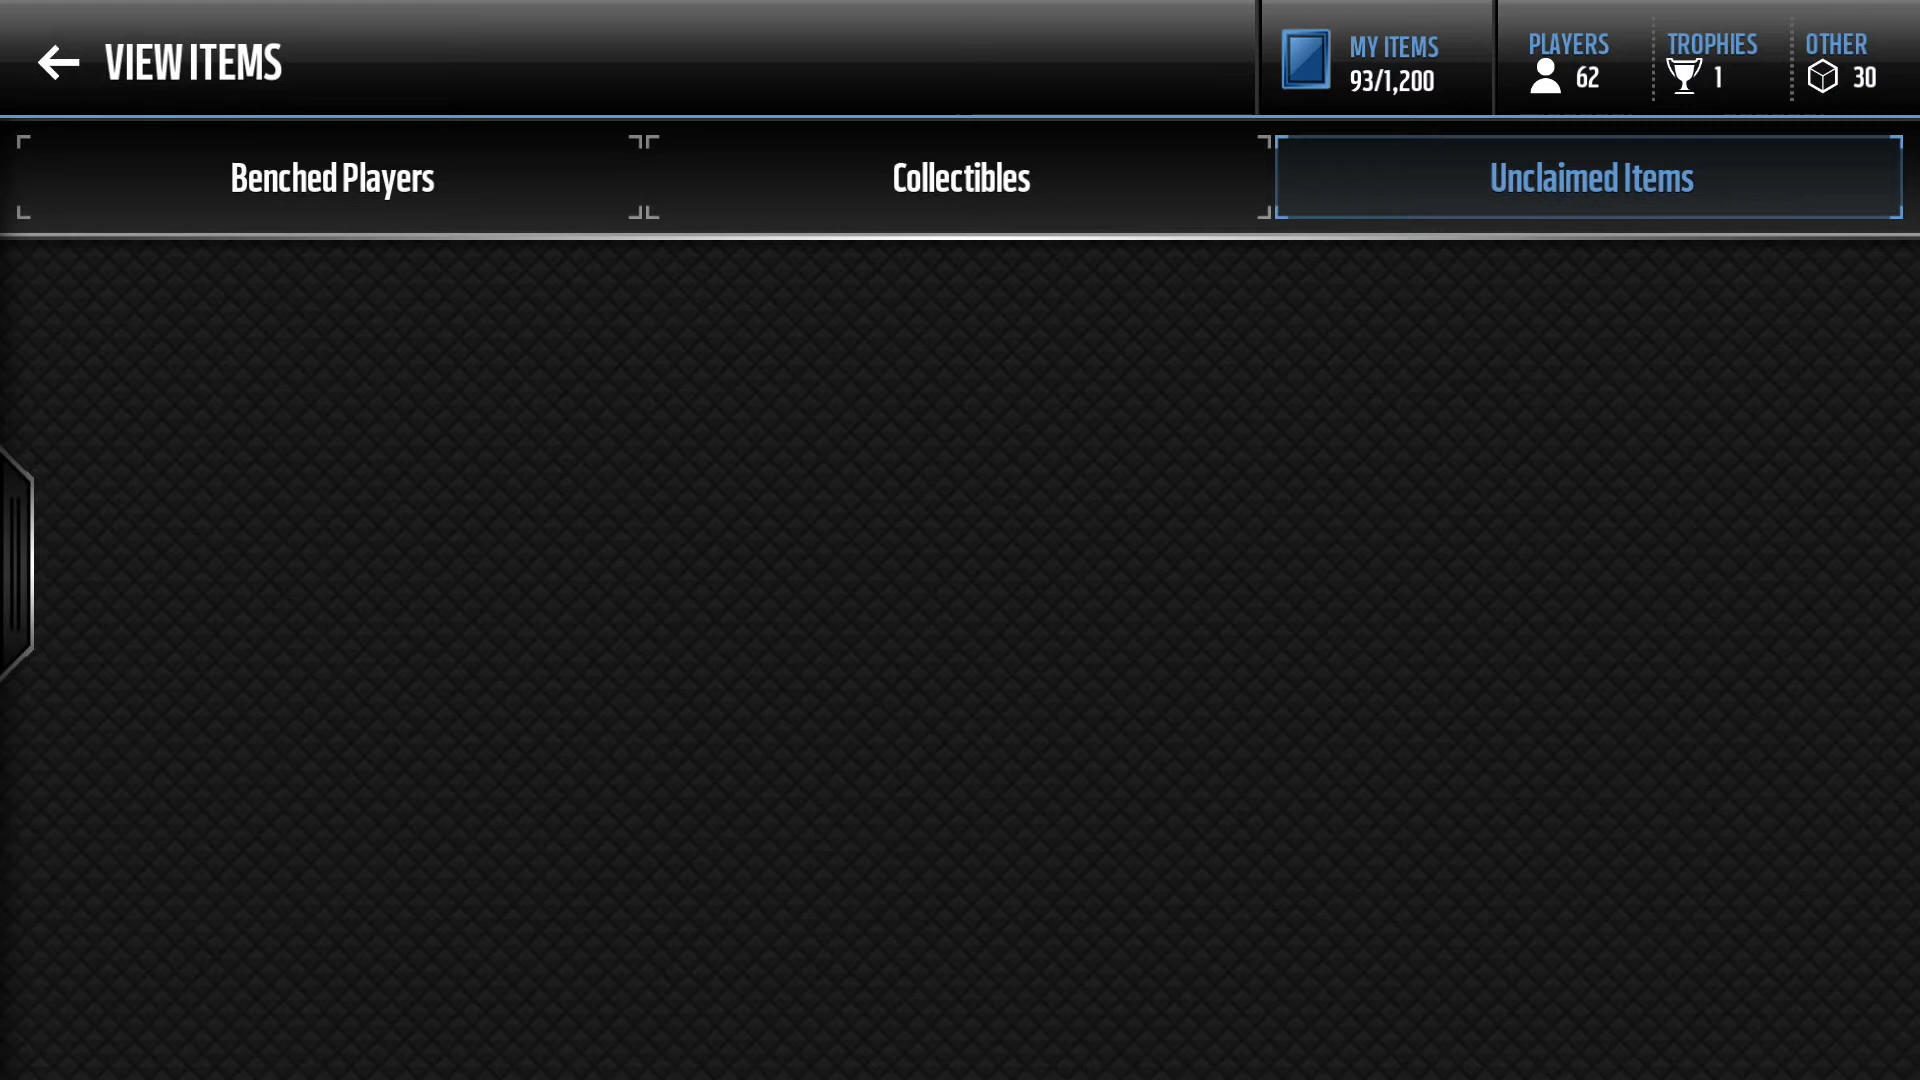 VIEW ITEMS
MY ITEMS
93/1,200
PLAYERS
62
TROPHIES
1
OTHER
30
Benched Players
Collectibles
Unclaimed Items